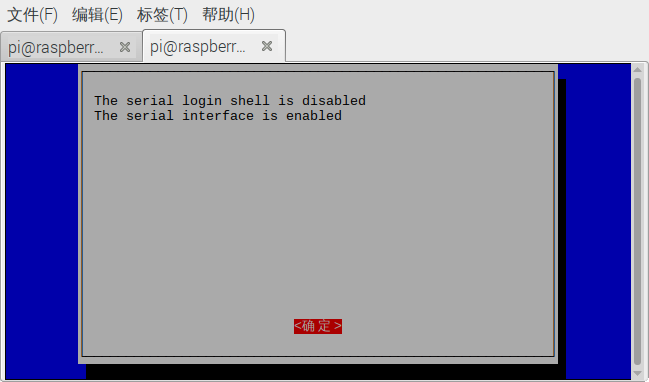 文件(F) 编辑(E) 标签(T) 帮助(H)
pi@raspberr... pi@raspberr...
The serial login shell is disabled
The serial interface is enabled
<确定>